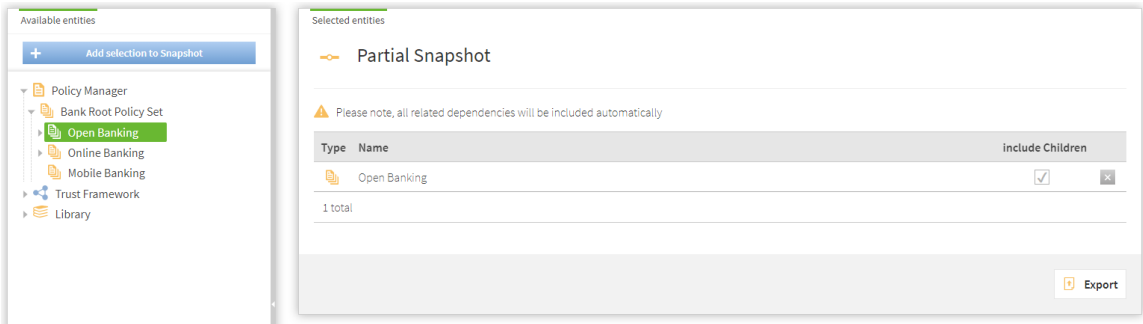 Available entities
+ Add selection to Snapshot
Policy Manager
Bank Root Policy Set
Open Banking
Online Banking
Mobile Banking
Trust Framework
Library
Selected entities
Partial Snapshot
Please note, all related dependencies will be included automatically
Type Name include Children
Open Banking
1 total
Export